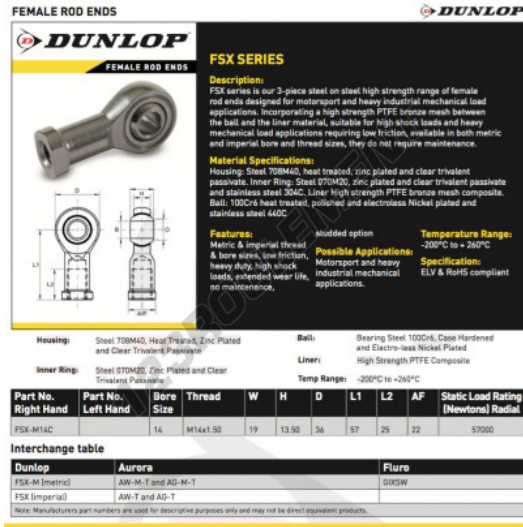 FEMALE ROD ENDS
DUNLOP
DUNLOP
FEMALE ROD ENDS
FSX SERIES
Description:
FSX series is our 3-piece steel on steel high strength range of female
rod ends designed for motorsport and heavy industrial mechanical load
applications. Incorporating a high strength PTFE bronze mesh between
the ball and the liner material, suitable for high shock loads and heavy
mechanical load applications requiring low friction, available in both metric
and imperial bore and thread sizes, they do not require maintenance.
Material Specifications:
Housing: Steel 708M40, heat treated, zinc plated and clear trivalent
passivate. Inner Ring: Steel 070M20, zinc plated and clear trivalent passivate
and stainless steel 304C. Liner High strength PTFE bronze mesh composite.
Ball: 100Cr6 heat treated, polished and electroless Nickel plated and
stainless steel 440C
Features:
Metric & imperial thread
& bore sizes, low friction,
heavy duty, high shock
loads, extended wear life,
no maintenance,
studded option
Possible Applications:
Motorsport and heavy
industrial mechanical
applications.
Temperature Range:
-200°C to + 260°C
Specification:
ELV & RoHS compliant
D
H
B
L1
L2
A/F
Housing: Steel 708M40, Heat Treated, Zinc Plated
and Clear Trivalent Passivate
Inner Ring: Steel 070M20, Zinc Plated and Clear
Trivalent Passivate
Ball: Bearing Steel 100Cr6, Case Hardened
and Electro-less Nickel Plated
Liner: High Strength PTFE Composite
Temp Range: -200°C to +260°C
Part No. Right Hand Part No. Left Hand Bore Size Thread W H D L1 L2 AF Static Load Rating (Newtons) Radial
FSX-M14C 14 M14x1.50 19 13.50 36 57 25 22 57000
Interchange table
Dunlop Aurora Fluro
FSX-M (metric) AW-M-T and AG-M-T GIXSW
FSX (imperial) AW-T and AG-T
Note: Manufacturers part numbers are used for descriptive purposes only and may not be direct equivalent products.